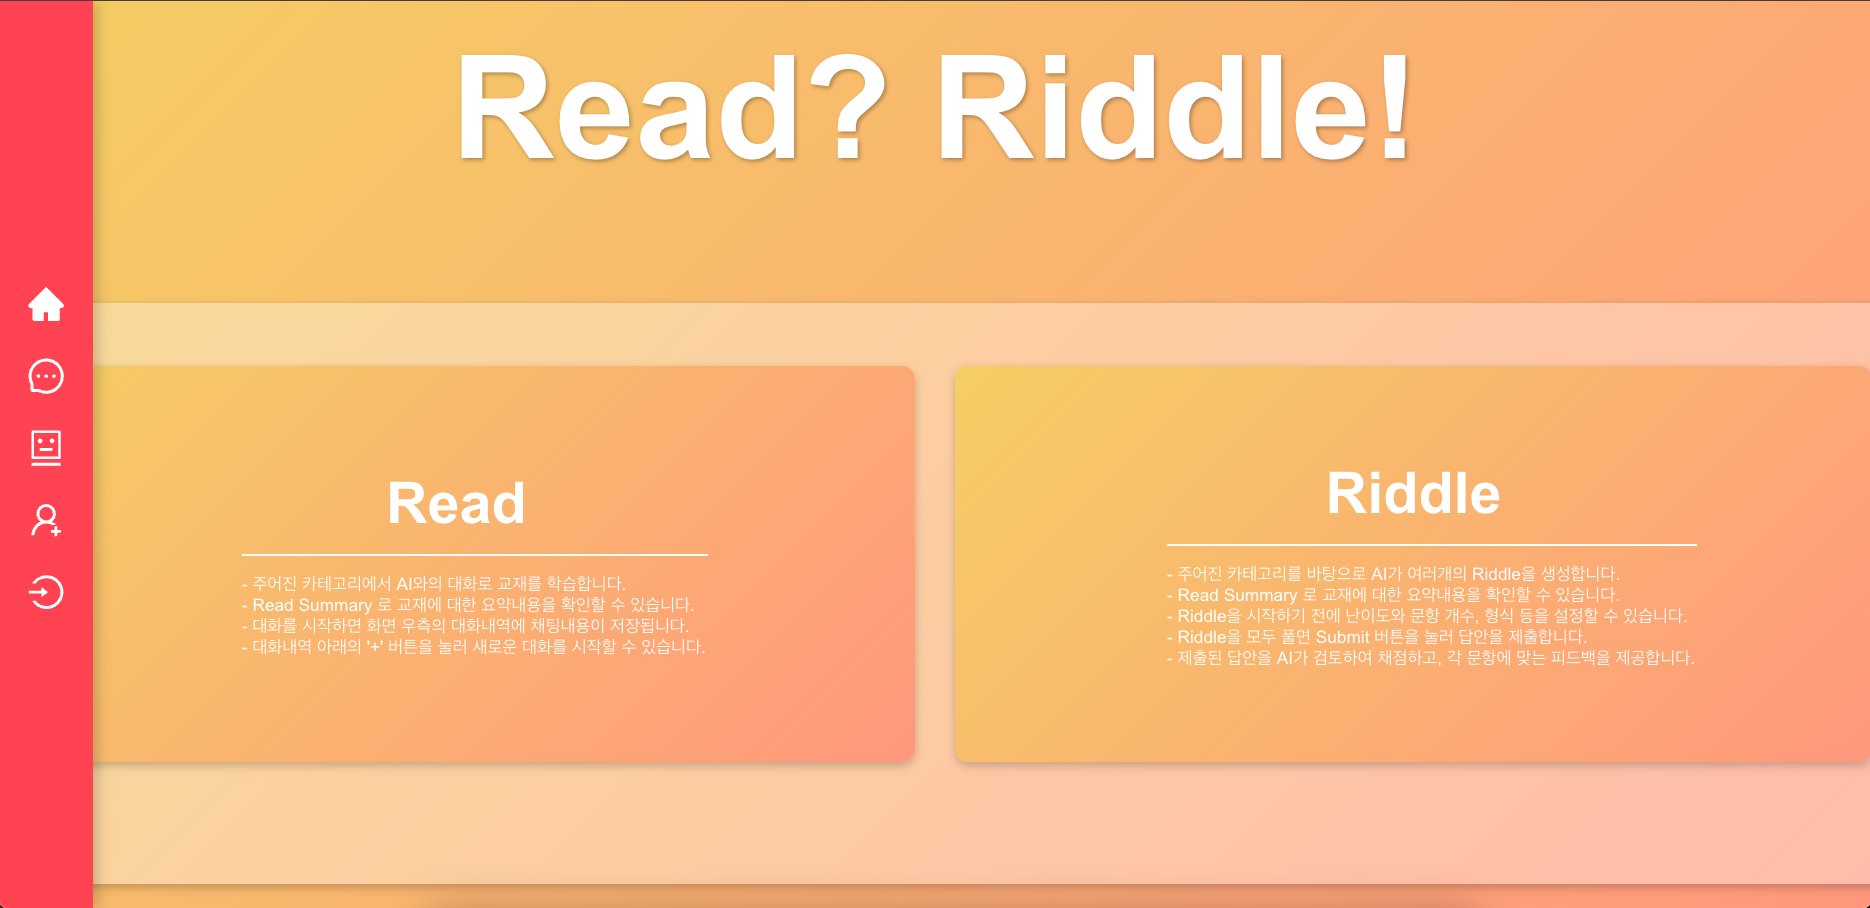 Read? Riddle!
Read
- 주어진 카테고리에서 AI와의 대화로 교재를 학습합니다.
- Read Summary 로 교재에 대한 요약내용을 확인할 수 있습니다.
- 대화를 시작하면 화면 우측의 대화내역에 채팅내용이 저장됩니다.
- 대화내역 아래의 '+' 버튼을 눌러 새로운 대화를 시작할 수 있습니다.
Riddle
- 주어진 카테고리를 바탕으로 AI가 여러개의 Riddle을 생성합니다.
- Read Summary 로 교재에 대한 요약내용을 확인할 수 있습니다.
- Riddle을 시작하기 전에 난이도와 문항 개수, 형식 등을 설정할 수 있습니다.
- Riddle을 모두 풀면 Submit 버튼을 눌러 답안을 제출합니다.
- 제출된 답안을 AI가 검토하여 채점하고, 각 문항에 맞는 피드백을 제공합니다.